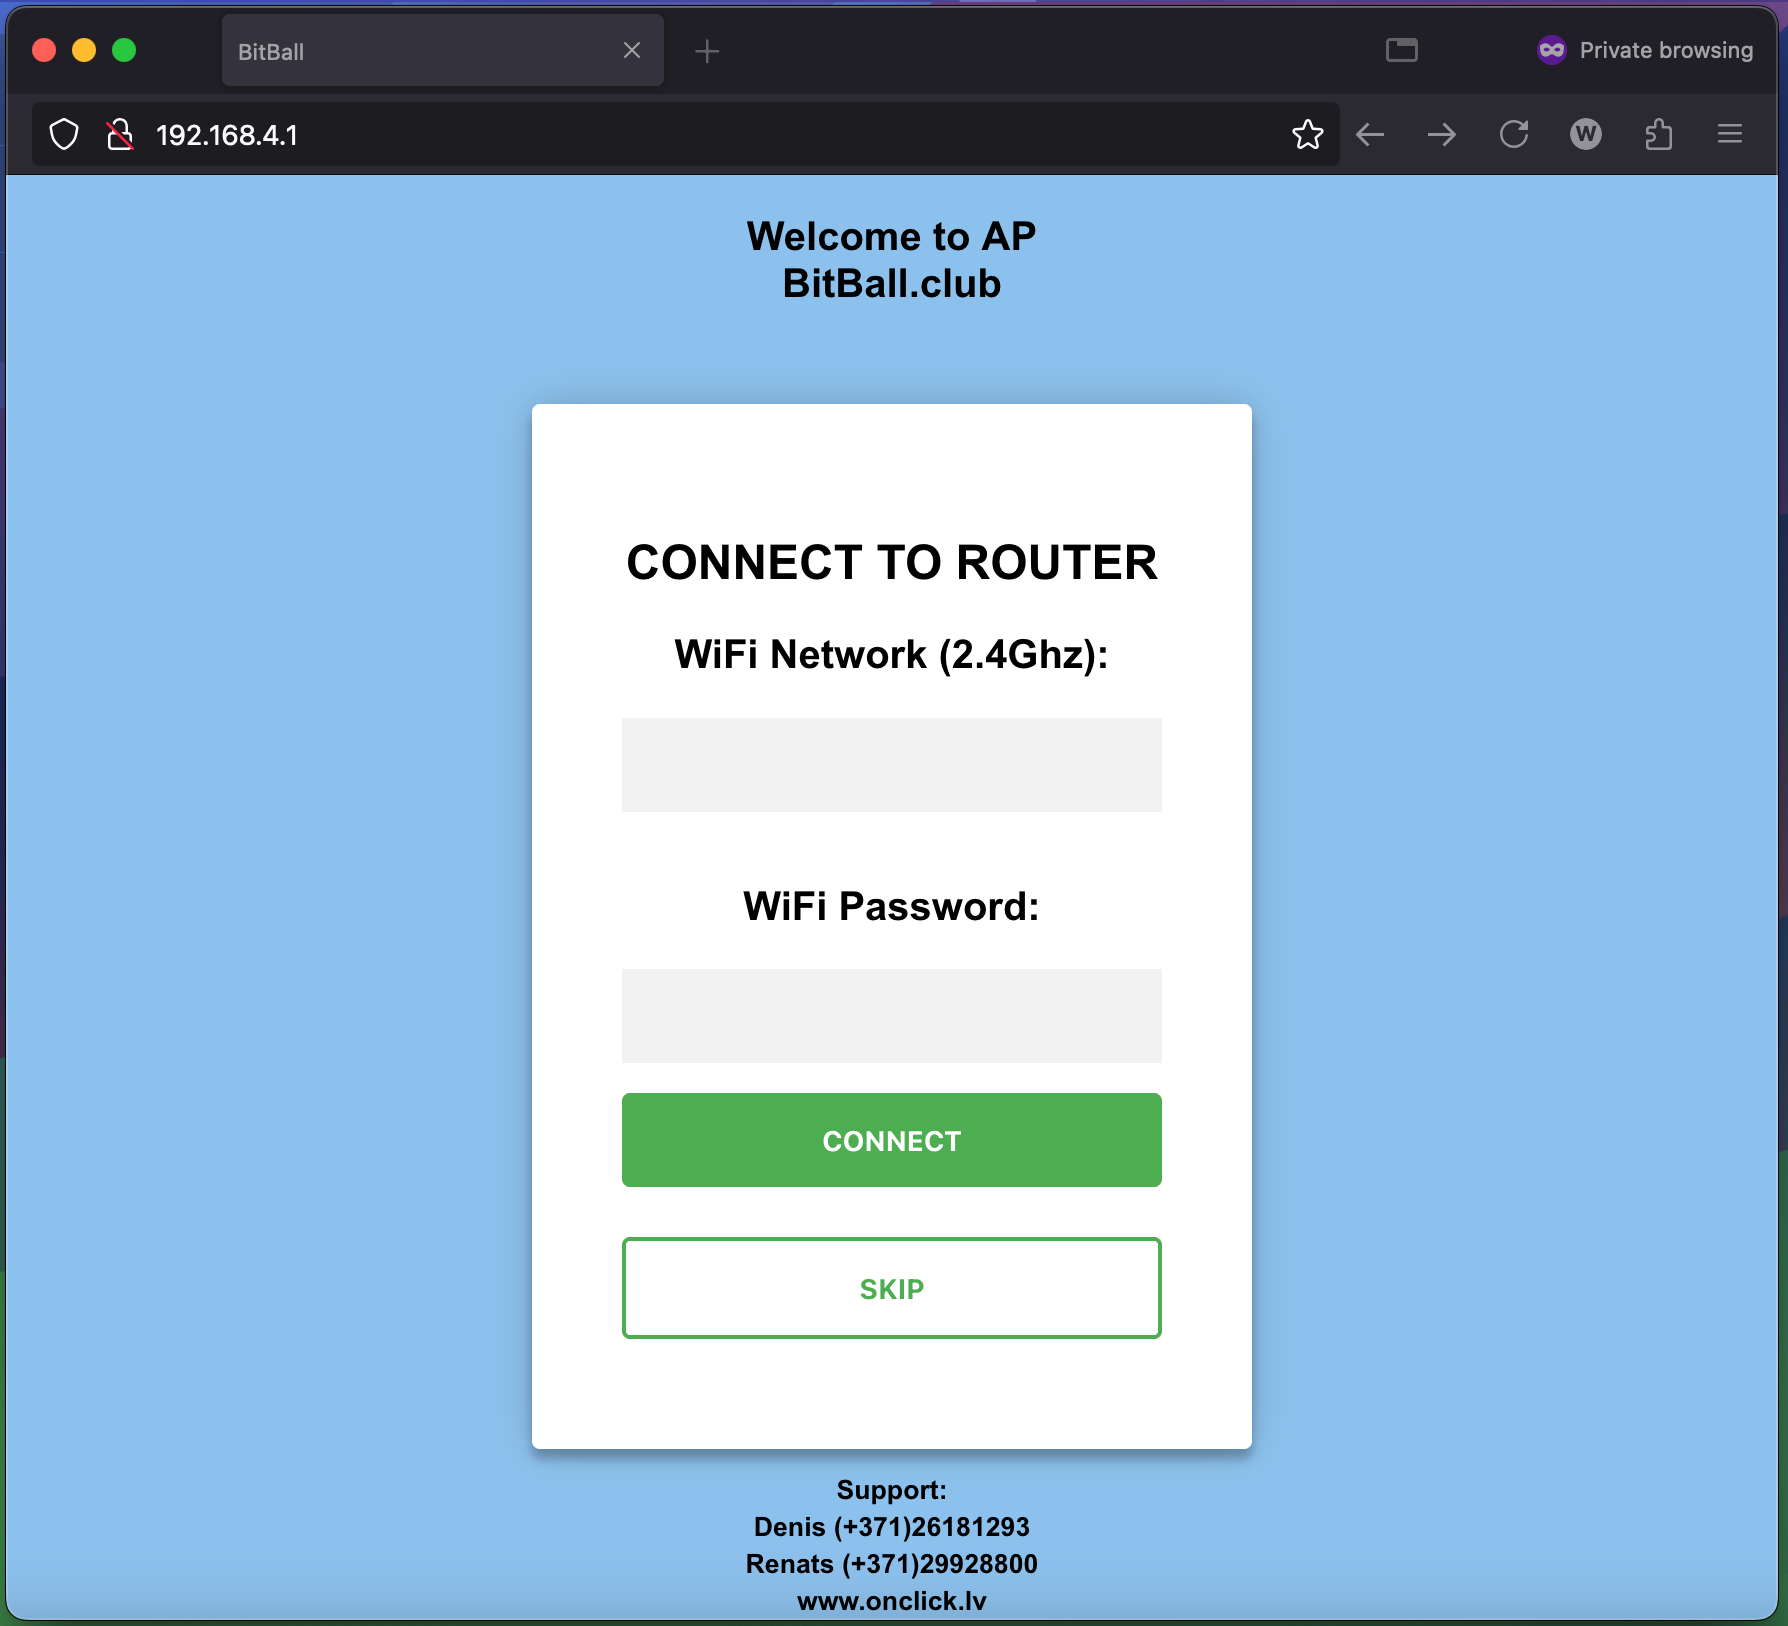 BitBall
Private browsing
192.168.4.1
W
Welcome to AP
BitBall.club
CONNECT TO ROUTER
WiFi Network (2.4Ghz):
WiFi Password:
CONNECT
SKIP
Support:
Denis (+371)26181293
Renats (+371)29928800
www.onclick.lv